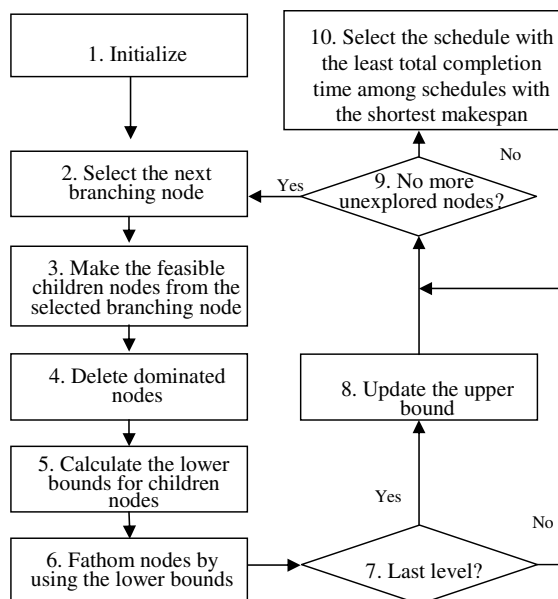 1. Initialize
2. Select the next
branching node
3. Make the feasible
children nodes from the
selected branching node
4. Delete dominated
nodes
5. Calculate the lower
bounds for children
nodes
6. Fathom nodes by
using the lower bounds
7. Last level?
Yes
No
8. Update the upper
bound
9. No more
unexplored nodes?
Yes
No
10. Select the schedule with
the least total completion
time among schedules with
the shortest makespan